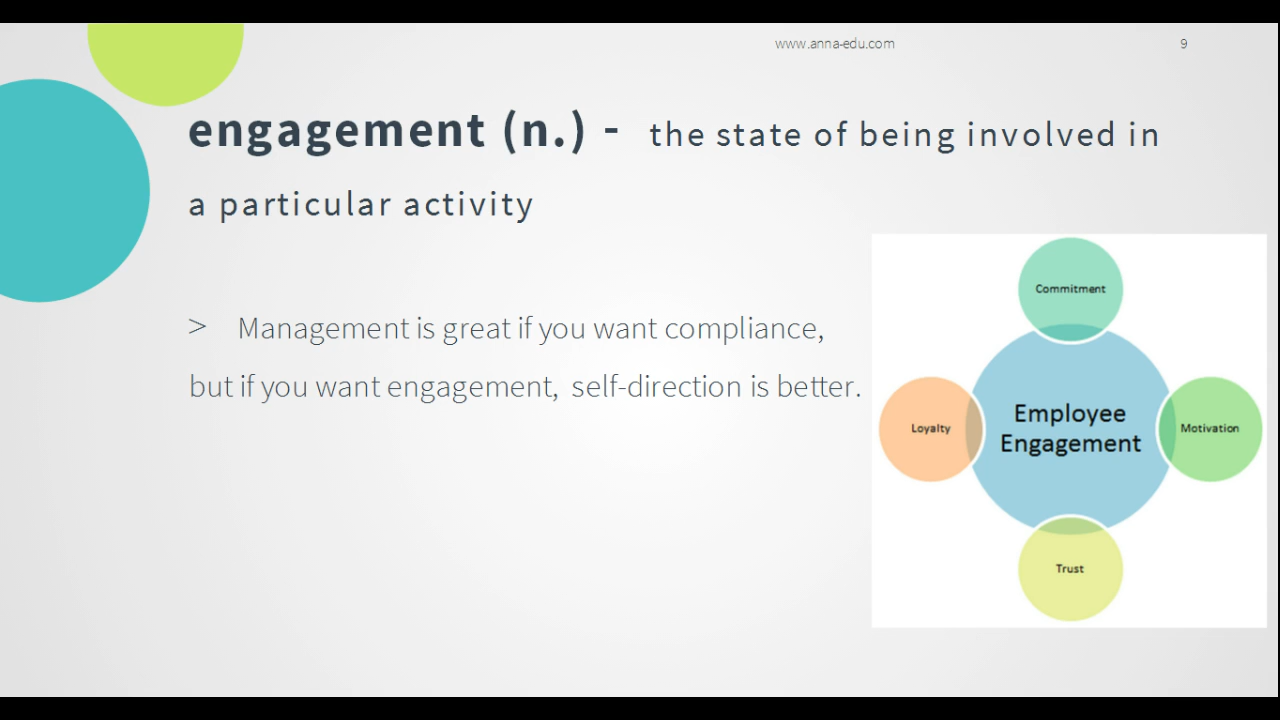 www.anna-edu.com
9
engagement (n.) - the state of being involved in
a particular activity
> Management is great if you want compliance,
but if you want engagement, self-direction is better.
Commitment
Loyalty
Employee
Engagement
Motivation
Trust